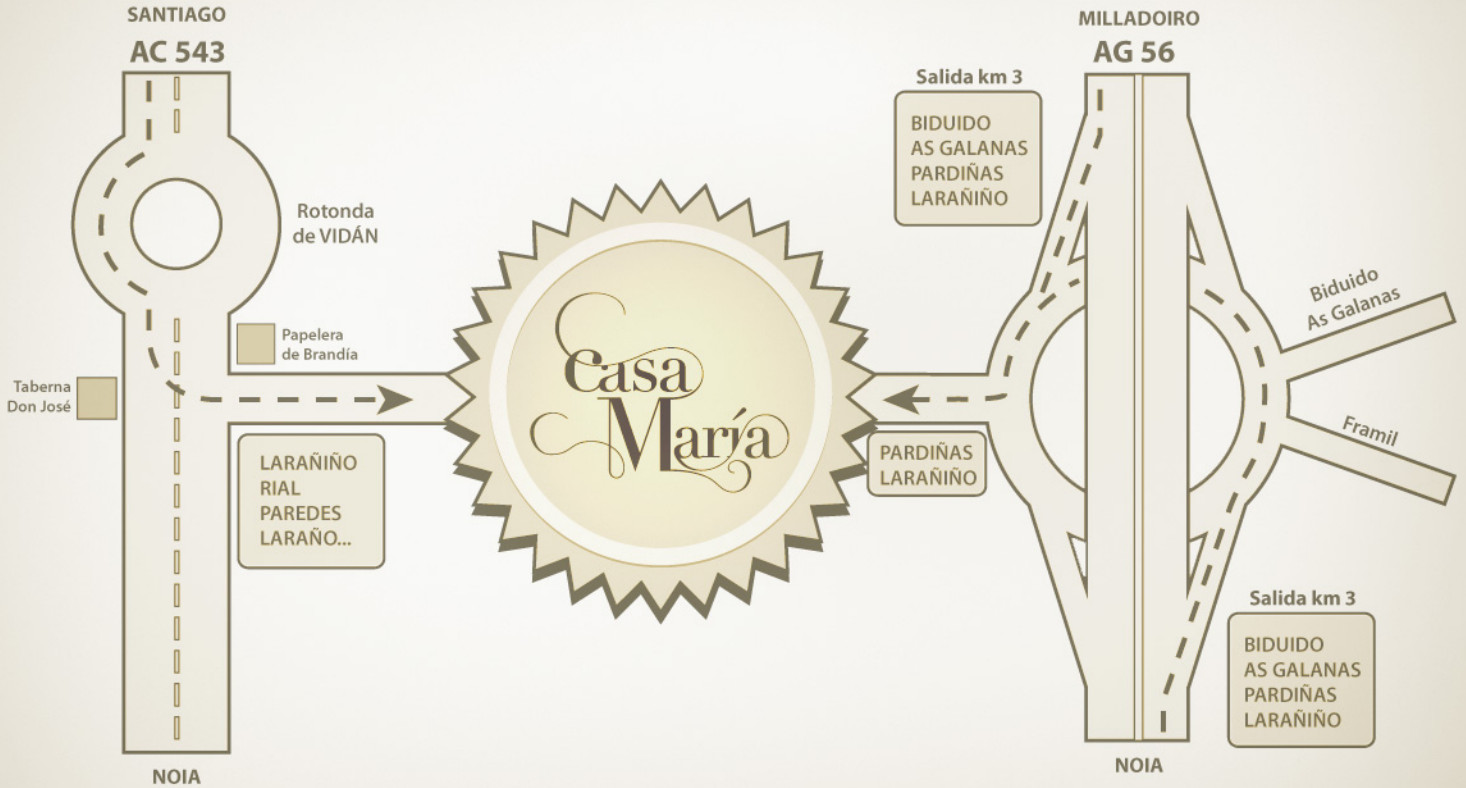 SANTIAGO
AC 543
Rotonda
de VIDÁN
Papelera
de Brandía
Taberna
Don José
LARAÑIÑO
RIAL
PAREDES
LARAÑO...
NOIA
Casa
María
MILLADOIRO
AG 56
Salida km 3
BIDUIDO
AS GALANAS
PARDIÑAS
LARAÑIÑO
Biduido
As Galanas
Framil
PARDIÑAS
LARAÑIÑO
Salida km 3
BIDUIDO
AS GALANAS
PARDIÑAS
LARAÑIÑO
NOIA